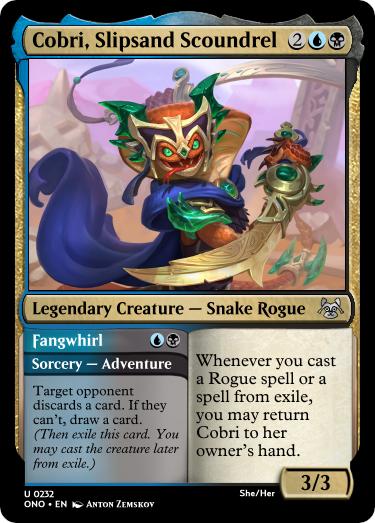 Cobri, Slipsand Scoundrel 2
Legendary Creature — Snake Rogue
Fangwhirl
Sorcery — Adventure
Target opponent
discards a card. If they
can't, draw a card.
(Then exile this card. You
may cast the creature later
from exile.)
Whenever you cast
a Rogue spell or a
spell from exile,
you may return
Cobri to her
owner's hand.
3/3
U 0232
ONO • EN Anton Zemskov
She/Her